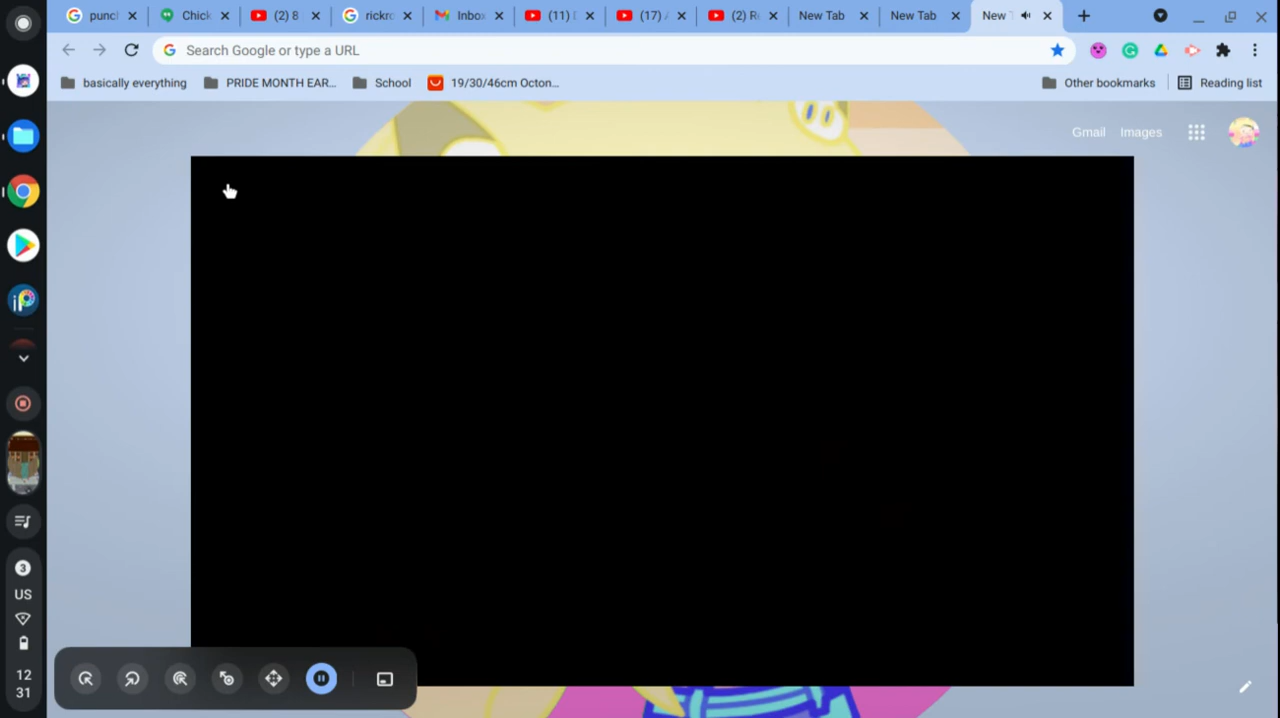 punch
Chick
(2) 8
rickro
Inbox
(11)
(17)
(2) R
New Tab
New Tab
New T
Search Google or type a URL
basically everything
PRIDE MONTH EAR...
School
19/30/46cm Octon...
Other bookmarks
Reading list
Gmail
Images
3
US
12
31